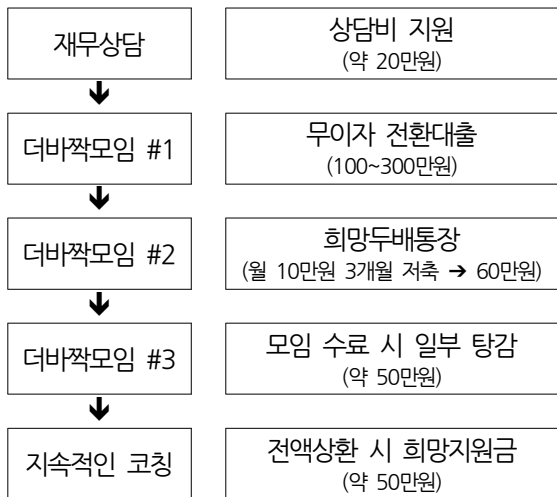 재무상담
상담비 지원
(약 20만원)
더바짝모임 #1
무이자 전환대출
(100~300만원)
더바짝모임 #2
희망두배통장
(월 10만원 3개월 저축 ➔ 60만원)
더바짝모임 #3
모임 수료 시 일부 탕감
(약 50만원)
지속적인 코칭
전액상환 시 희망지원금
(약 50만원)